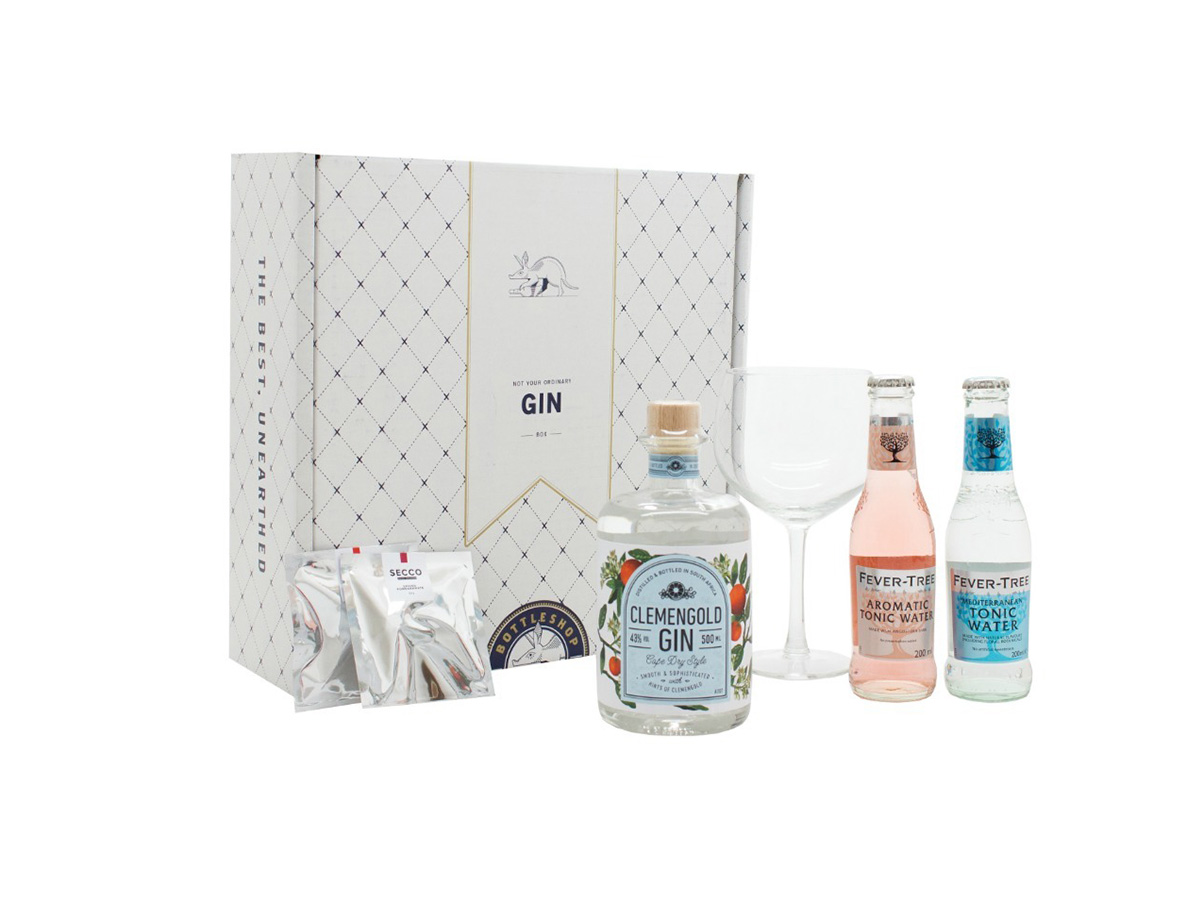 THE BEST, UNEARTHED
NOT YOUR ORDINARY
GIN
BOX
BOTTLESHOP
SECCO
DISTILLED & BOTTLED IN SOUTH AFRICA
CLEMENGOLD
GIN
43% VOL
500 ML
Cape Dry Style
SMOOTH & SOPHISTICATED
with
HINTS OF CLEMENGOLD
FEVER-TREE
AROMATIC
TONIC WATER
200 m
FEVER-TREE
MEDITERRANEAN
TONIC
WATER
200m